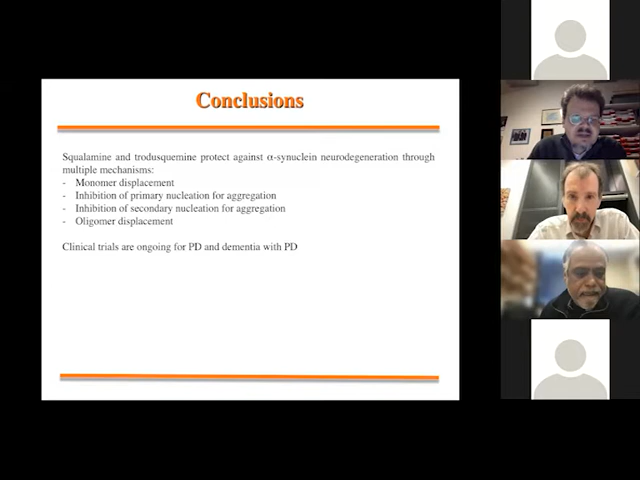 Conclusions
Squalamine and trodusquemine protect against α-synuclein neurodegeneration through
multiple mechanisms:
- Monomer displacement
- Inhibition of primary nucleation for aggregation
- Inhibition of secondary nucleation for aggregation
- Oligomer displacement
Clinical trials are ongoing for PD and dementia with PD